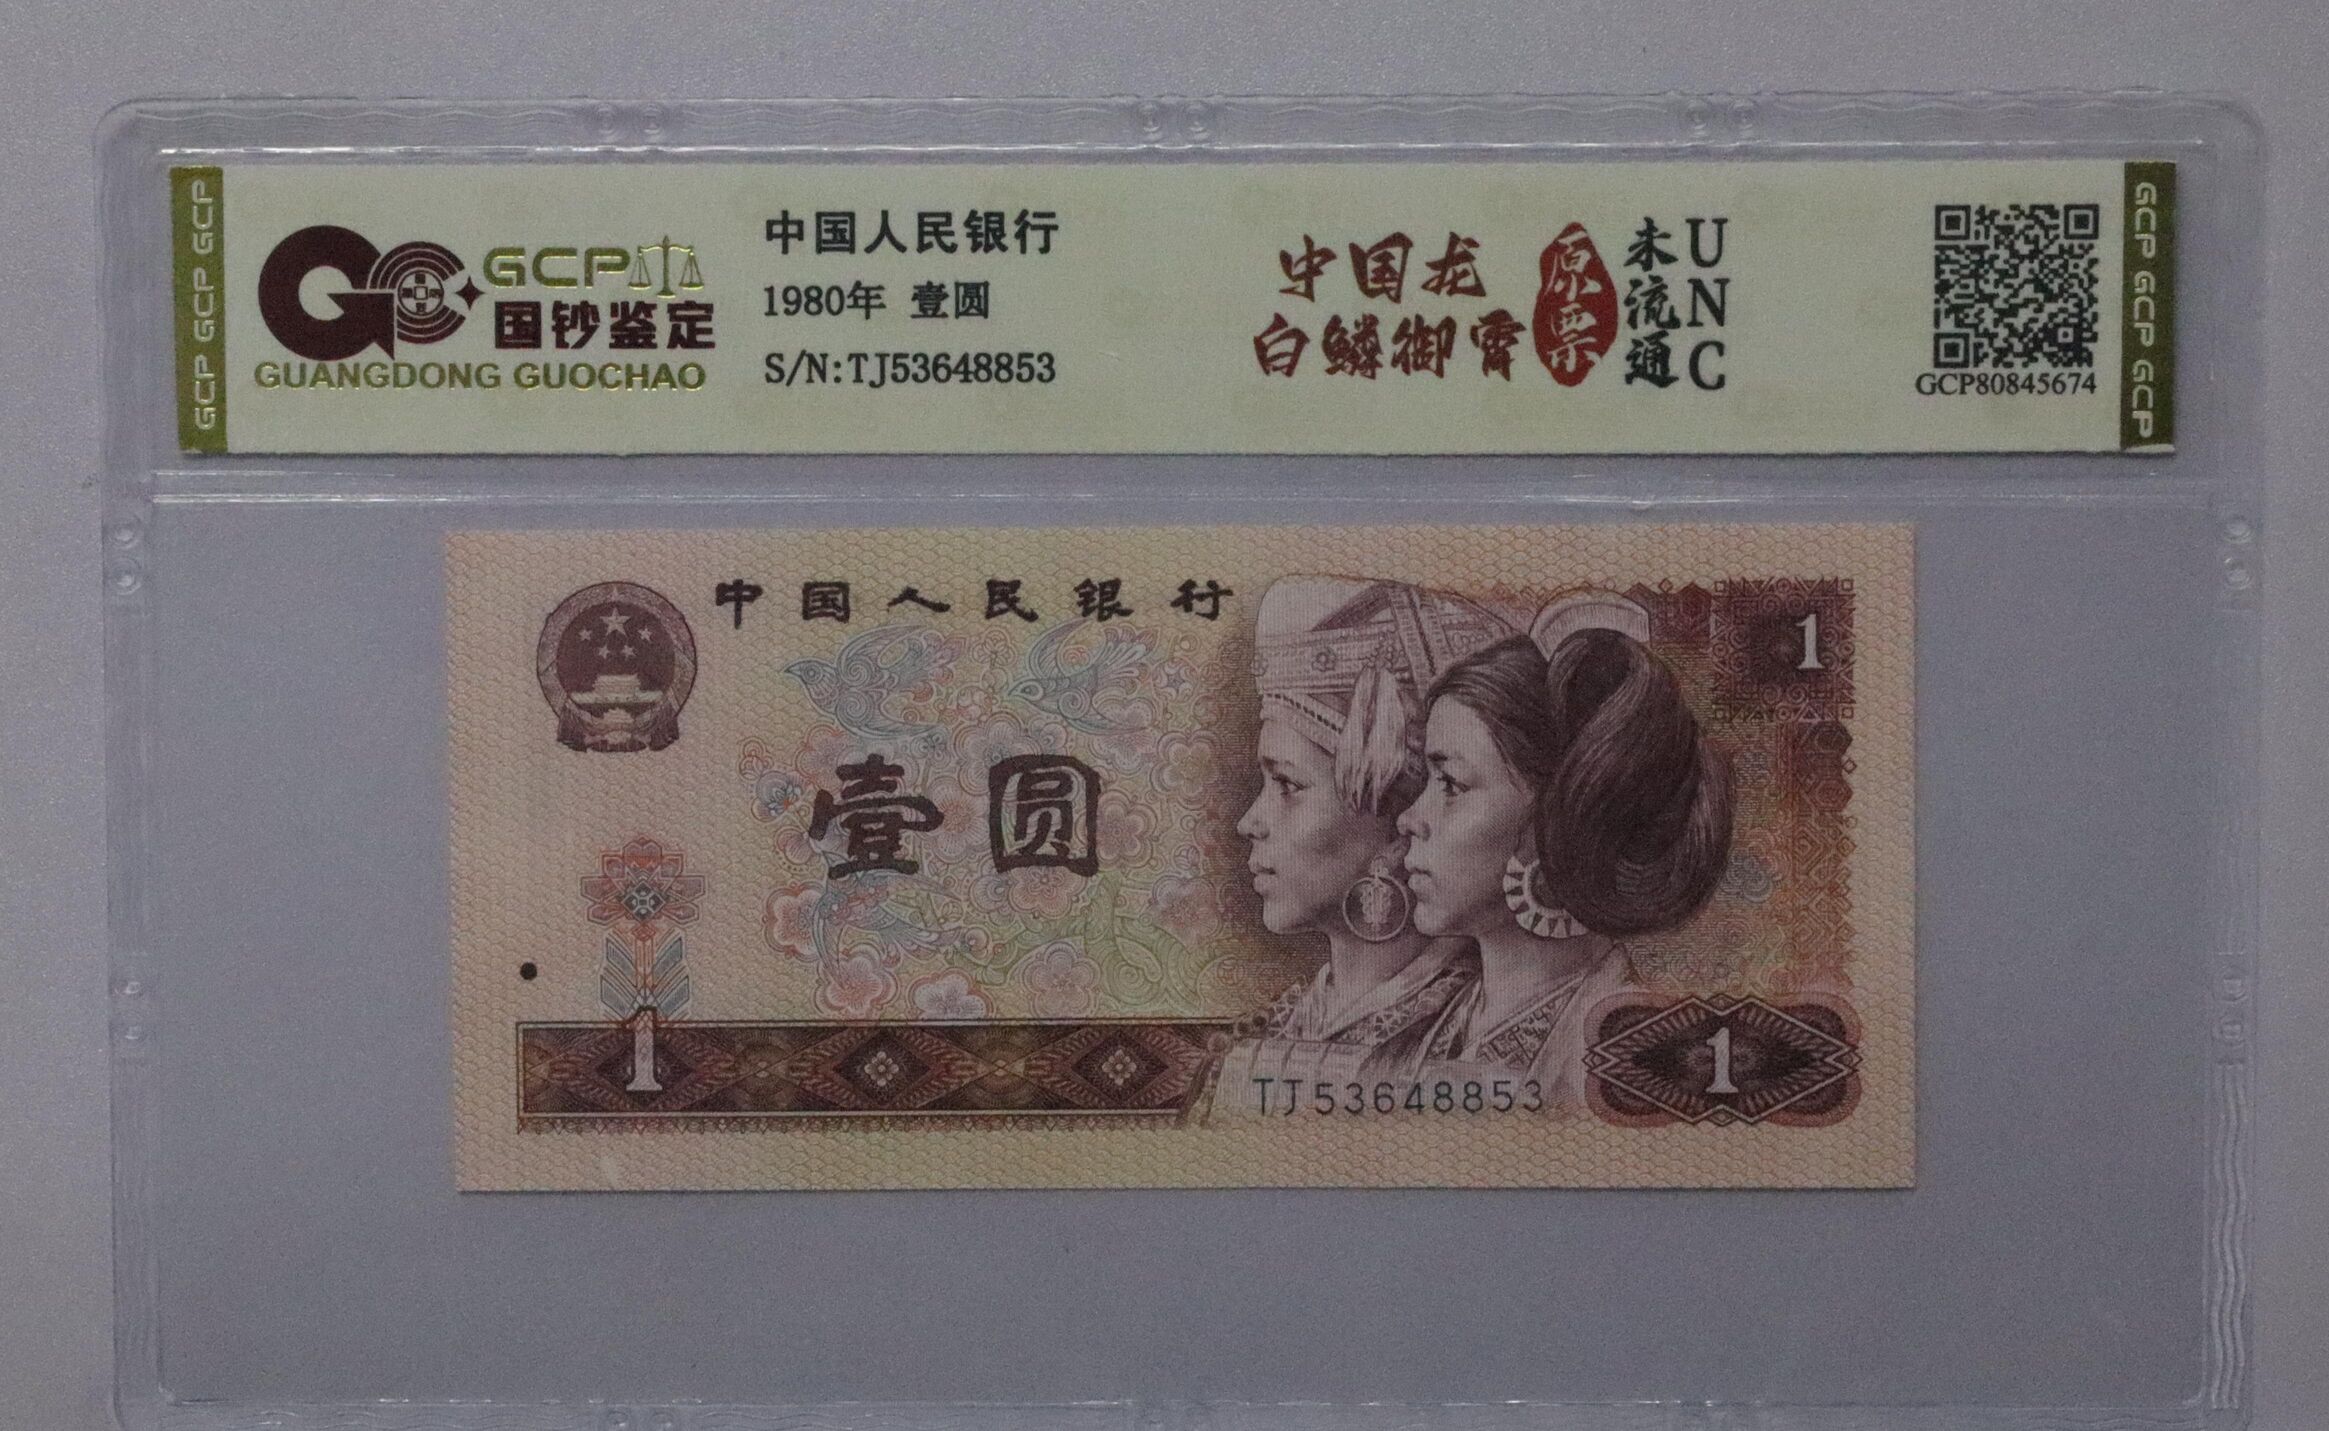 GCP GCP GCP
GCP
国钞鉴定
GUANGDONG GUOCHAO
中国人民银行
1980年 壹圆
S/N:TJ53648853
中国龙
白鳞御霄
原票
未流通
UNC
GCP80845674
GCP GCP GCP
中国人民银行
1
壹圆
1
TJ53648853
1